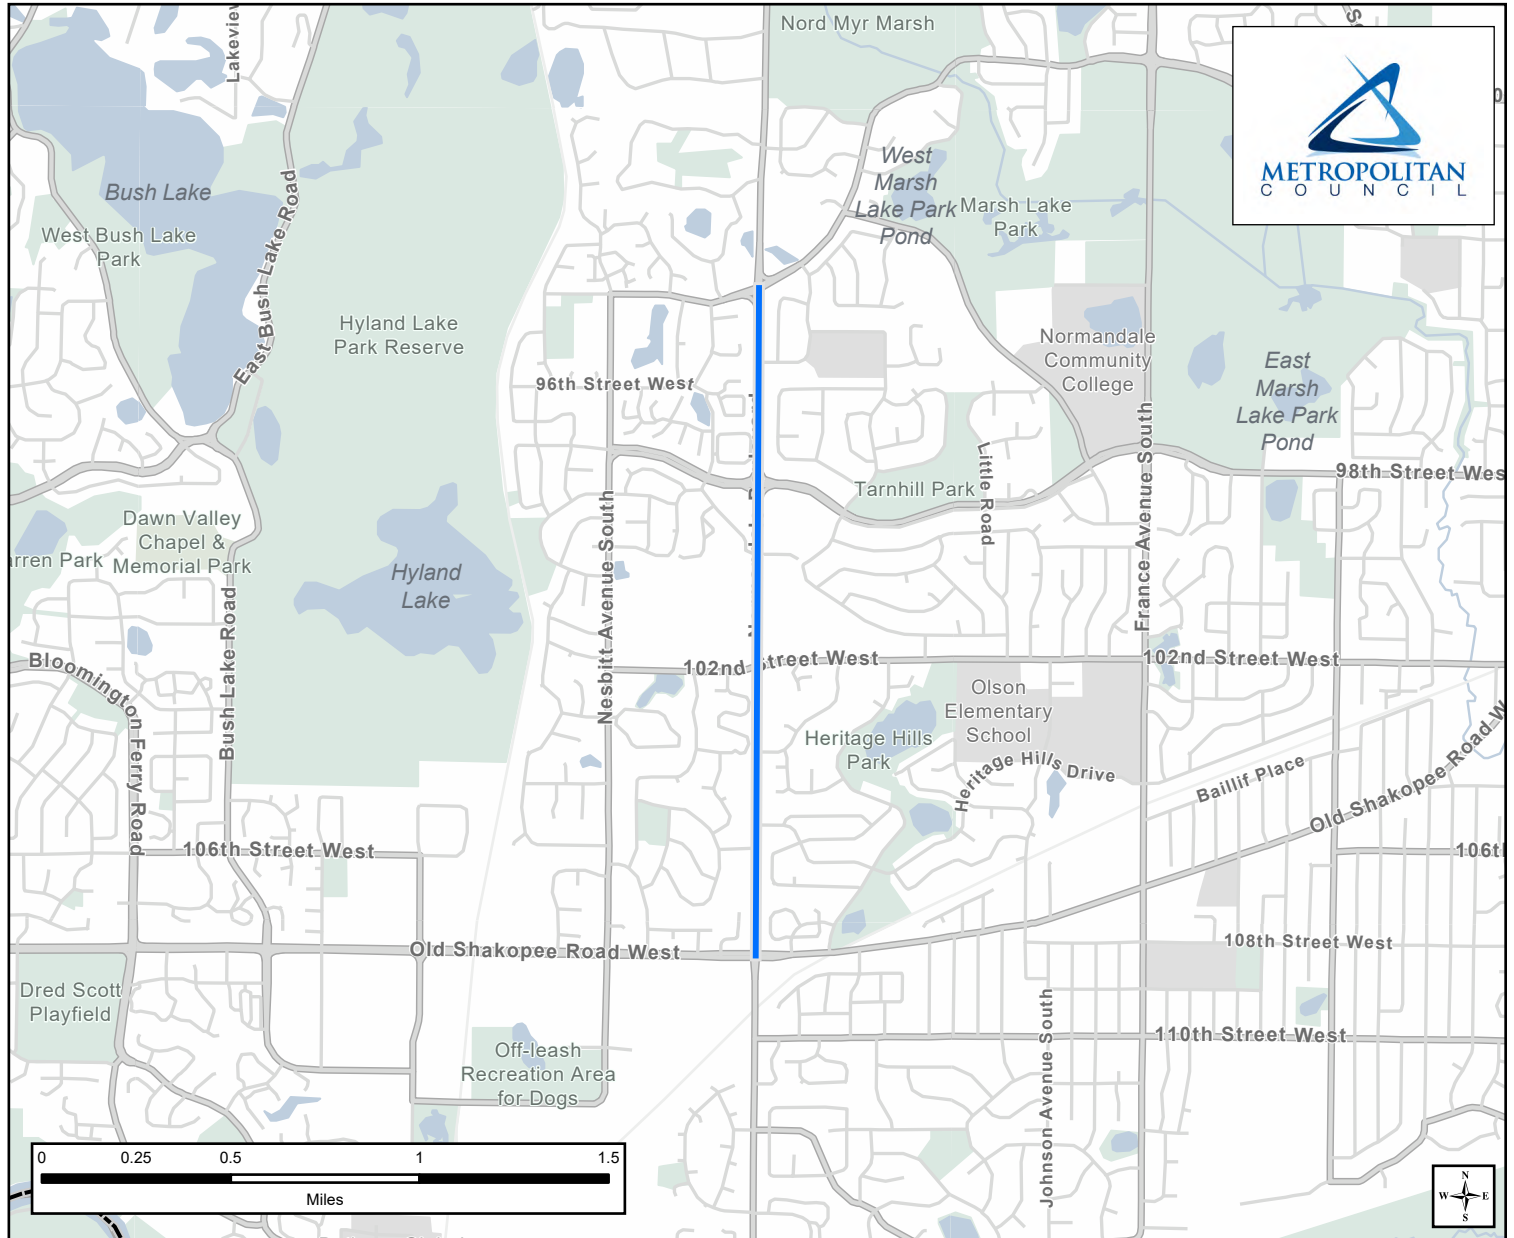 Nord Myr Marsh
Lakeview
METROPOLITAN
COUNCIL
West
Marsh
Lake Park
Pond
Marsh Lake
Park
Bush Lake
West Bush Lake
Park
East Bush Lake Road
Hyland Lake
Park Reserve
Normandale
Community
College
East
Marsh
Lake Park
Pond
96th Street West
Little Road
France Avenue South
98th Street Wes
Tarnhill Park
Nesbitt Avenue South
Dawn Valley
Chapel &
Memorial Park
arren Park
Hyland
Lake
Bush Lake Road
Bloomington Ferry Road
102nd Street West
102nd Street West
Olson
Elementary
School
Heritage Hills
Park
Heritage Hills Drive
Baillif Place
Old Shakopee Road W
106th Street West
106th
Old Shakopee Road West
108th Street West
Dred Scott
Playfield
Johnson Avenue South
110th Street West
Off-leash
Recreation Area
for Dogs
0 0.25 0.5 1 1.5
Miles
N
W E
S